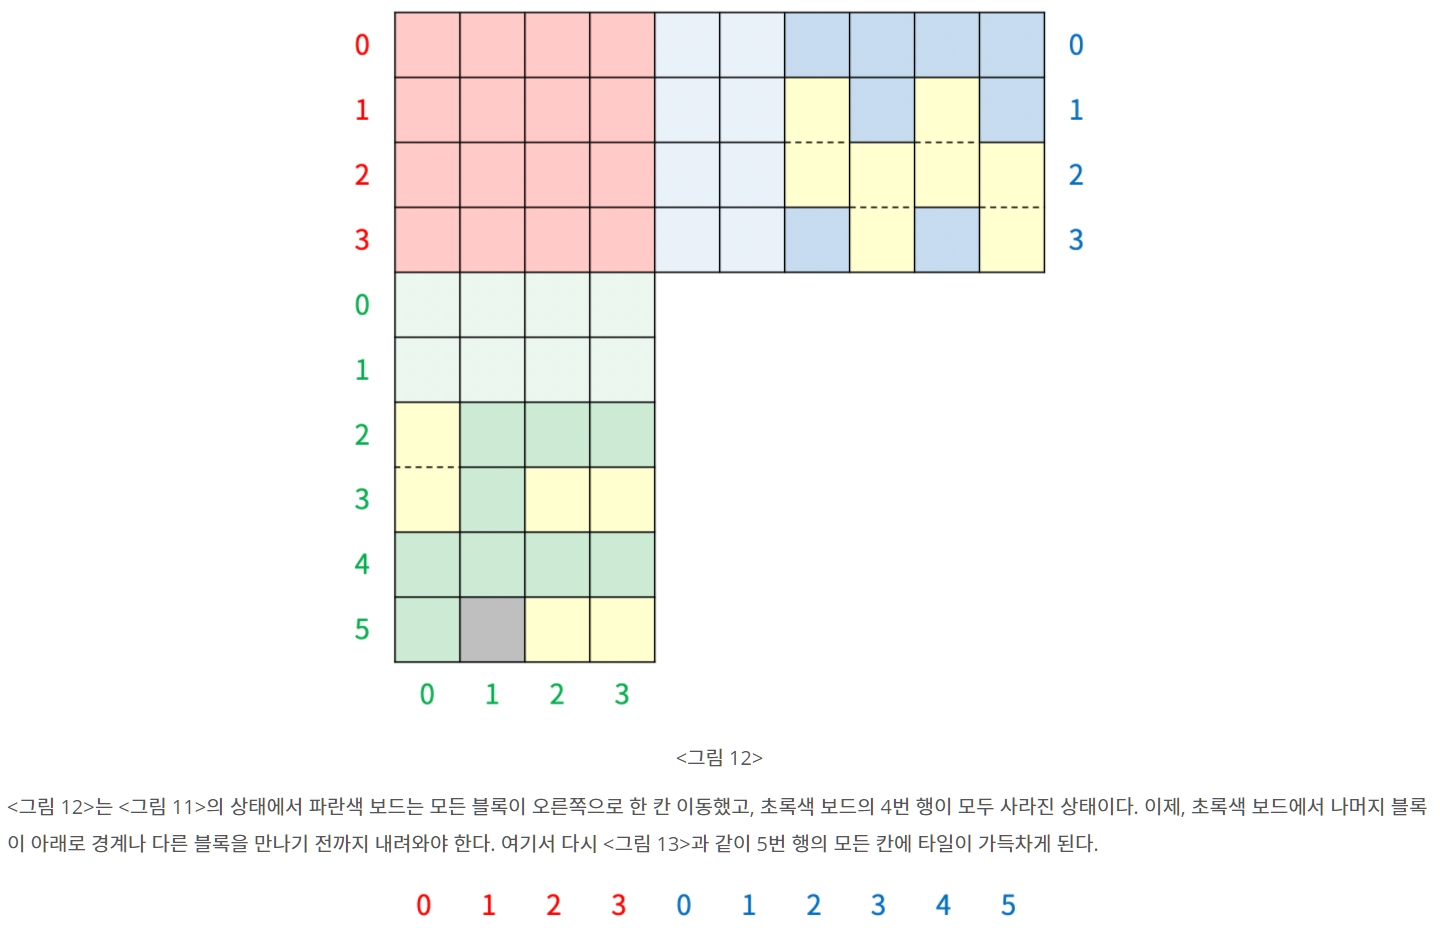 0 0
1 1
2 2
3 3
0
1
2
3
4
5
0 1 2 3
<그림 12>
<그림 12>는 <그림 11>의 상태에서 파란색 보드는 모든 블록이 오른쪽으로 한 칸 이동했고, 초록색 보드의 4번 행이 모두 사라진 상태이다. 이제, 초록색 보드에서 나머지 블록
이 아래로 경계나 다른 블록을 만나기 전까지 내려와야 한다. 여기서 다시 <그림 13>과 같이 5번 행의 모든 칸에 타일이 가득차게 된다.
0 1 2 3 0 1 2 3 4 5